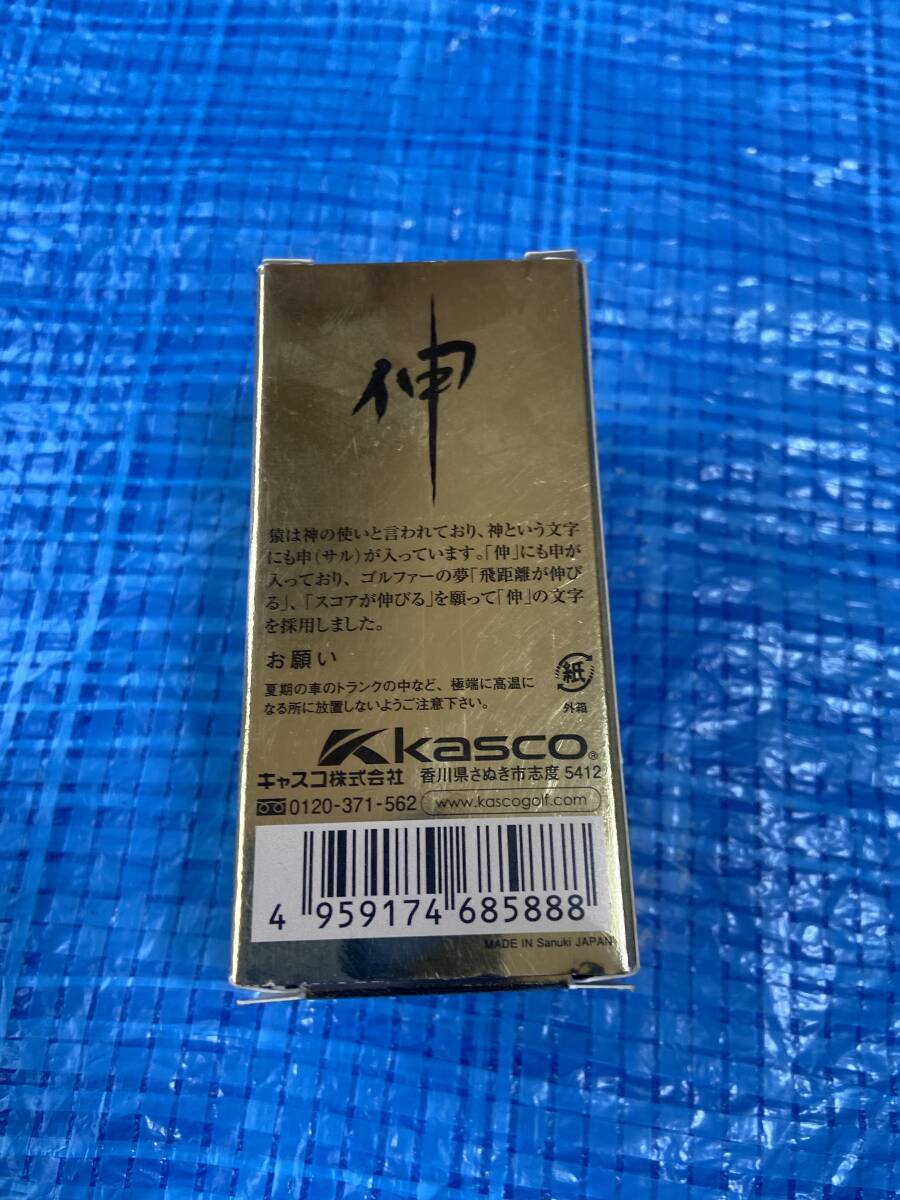 伸
猿は神の使いと言われており、神という文字
にも申(サル)が入っています。「伸」にも申が
入っており、ゴルファーの夢「飛距離が伸び
る」、「スコアが伸びる」を願って「伸」の文字
を採用しました。
お願い
夏期の車のトランクの中など、極端に高温に
なる所に放置しないようご注意下さい。
紙
外箱
kasco®
キャスコ株式会社 香川県さぬき市志度 5412
0120-371-562 www.kascogolf.com
4 959174 685888
MADE IN Sanuki JAPAN